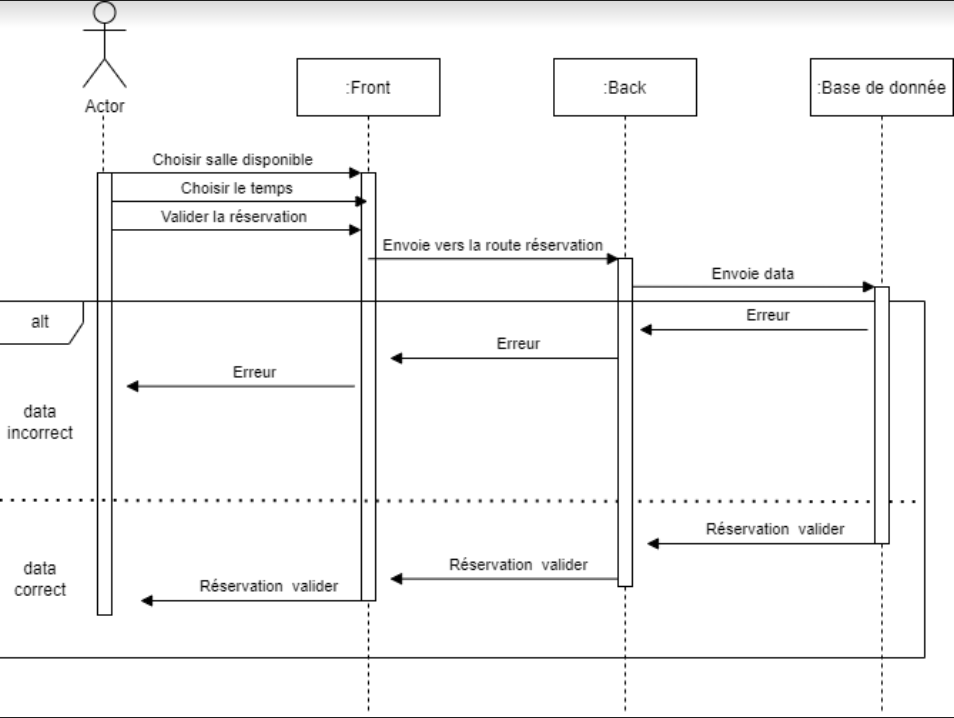 Actor
:Front
:Back
:Base de donnée
Choisir salle disponible
Choisir le temps
Valider la réservation
Envoie vers la route réservation
Envoie data
alt
Erreur
Erreur
Erreur
data
incorrect
Réservation valider
Réservation valider
Réservation valider
data
correct